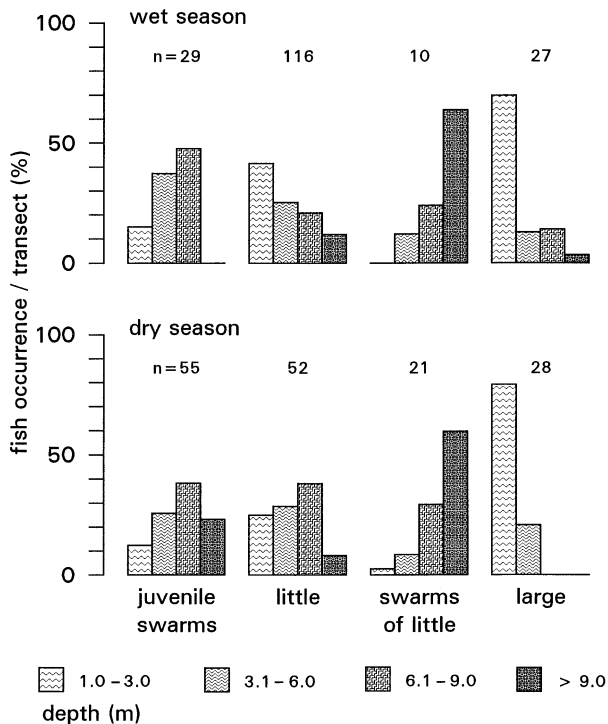 fish occurrence / transect (%)
wet season
100
50
0
n=29 116 10 27
dry season
100
50
0
n=55 52 21 28
juvenile swarms little swarms of little large
1.0 – 3.0 3.1 – 6.0 6.1 – 9.0 > 9.0
depth (m)